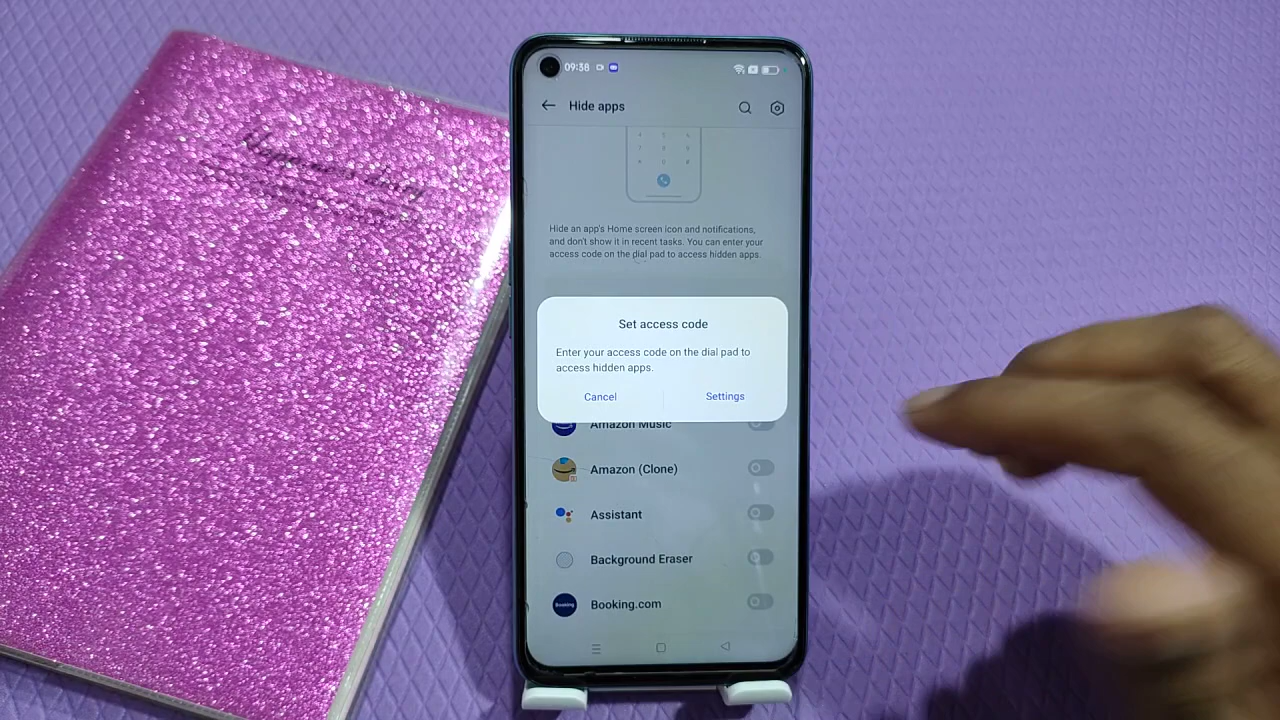 09:38
Hide apps
Hide an app's Home screen icon and notifications,
and don't show it in recent tasks. You can enter your
access code on the dial pad to access hidden apps.
Set access code
Enter your access code on the dial pad to
access hidden apps.
Cancel
Settings
Amazon Music
Amazon (Clone)
Assistant
Background Eraser
Booking
Booking.com